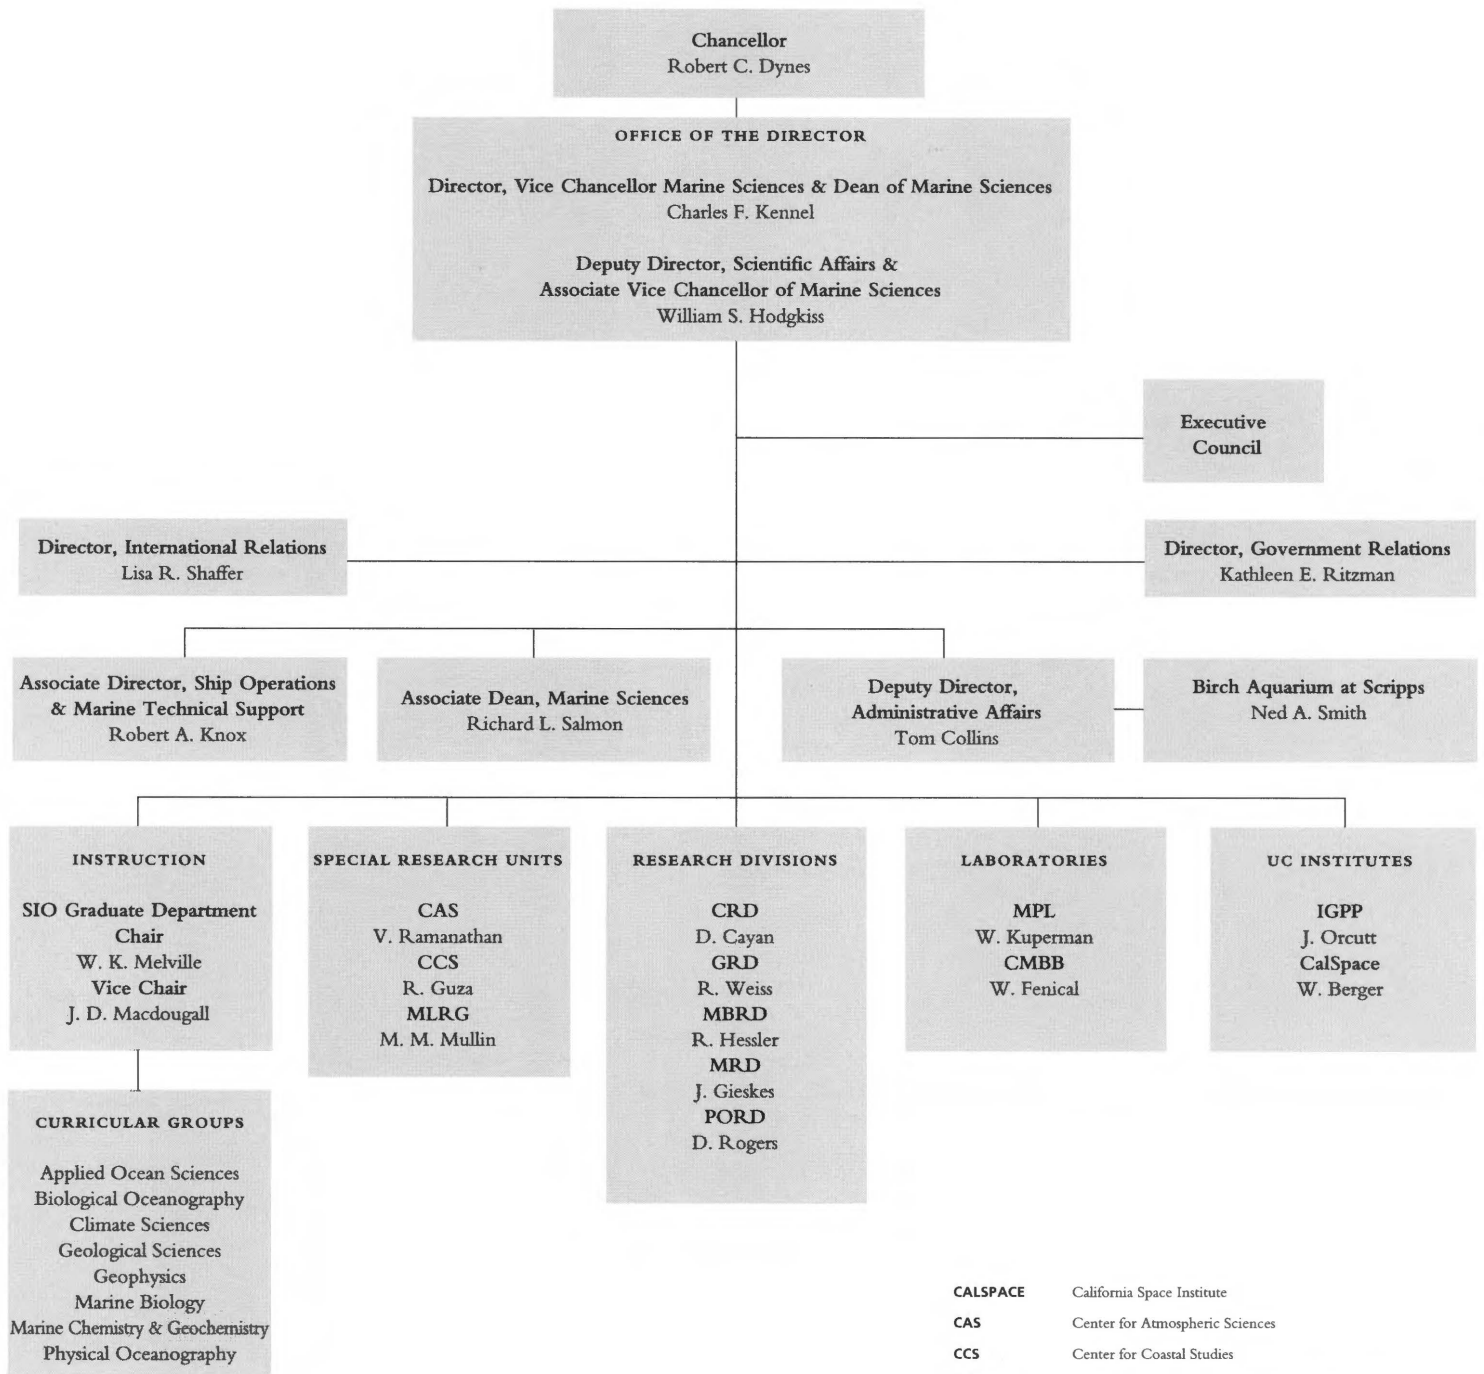 Chancellor
Robert C. Dynes
OFFICE OF THE DIRECTOR
Director, Vice Chancellor Marine Sciences & Dean of Marine Sciences
Charles F. Kennel
Deputy Director, Scientific Affairs &
Associate Vice Chancellor of Marine Sciences
William S. Hodgkiss
Executive
Council
Director, International Relations
Lisa R. Shaffer
Director, Government Relations
Kathleen E. Ritzman
Associate Director, Ship Operations
& Marine Technical Support
Robert A. Knox
Associate Dean, Marine Sciences
Richard L. Salmon
Deputy Director,
Administrative Affairs
Tom Collins
Birch Aquarium at Scripps
Ned A. Smith
INSTRUCTION
SIO Graduate Department
Chair
W. K. Melville
Vice Chair
J. D. Macdougall
CURRICULAR GROUPS
Applied Ocean Sciences
Biological Oceanography
Climate Sciences
Geological Sciences
Geophysics
Marine Biology
Marine Chemistry & Geochemistry
Physical Oceanography
SPECIAL RESEARCH UNITS
CAS
V. Ramanathan
CCS
R. Guza
MLRG
M. M. Mullin
RESEARCH DIVISIONS
CRD
D. Cayan
GRD
R. Weiss
MBRD
R. Hessler
MRD
J. Gieskes
PORD
D. Rogers
LABORATORIES
MPL
W. Kuperman
CMBB
W. Fenical
UC INSTITUTES
IGPP
J. Orcutt
CalSpace
W. Berger
CALSPACE California Space Institute
CAS Center for Atmospheric Sciences
CCS Center for Coastal Studies